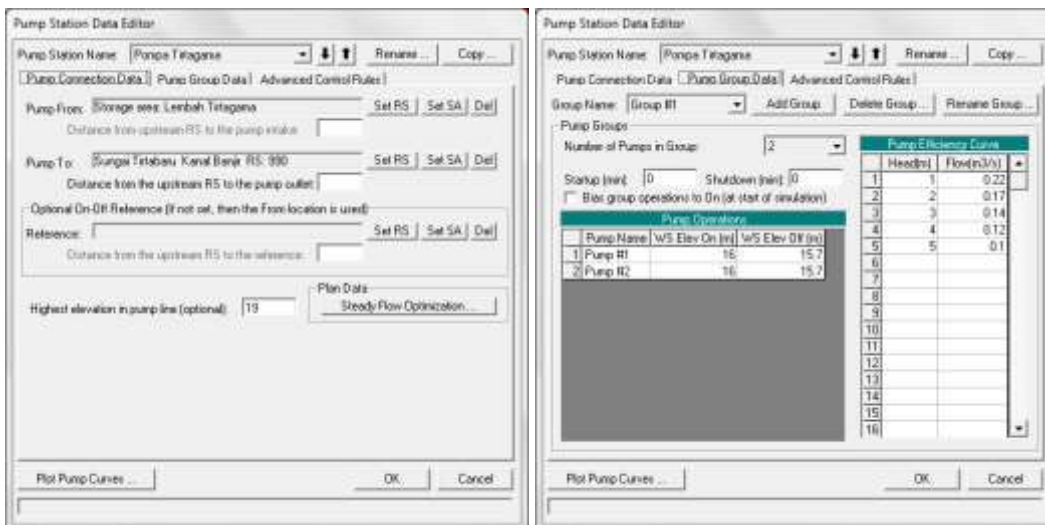 Pump Station Data Editor
Pump Station Name: Pompa Tetagama Rename ... Copy ...
Pump Connection Data Pump Group Data Advanced Control Rules
Pump From: Storage area: Lembah Tetagama Set RS Set SA Del
Distance from upstream RS to the pump intake:
Pump To: Sungai Tetabaru Kanal Banjir RS: 990 Set RS Set SA Del
Distance from the upstream RS to the pump outlet:
Optional On-Off Reference (If not set, then the From location is used)
Reference: Set RS Set SA Del
Distance from the upstream RS to the reference:
Highest elevation in pump line (optional): 19
Plan Data
Steady Flow Optimization ...
Plot Pump Curves ... OK Cancel
Pump Station Data Editor
Pump Station Name: Pompa Tetagama Rename ... Copy ...
Pump Connection Data Pump Group Data Advanced Control Rules
Group Name: Group #1 Add Group Delete Group ... Rename Group ...
Pump Groups
Number of Pumps in Group: 2
Startup (min): 0 Shutdown (min): 0
Bias group operations to On (at start of simulation)
Pump Operations
Pump Name WS Elev On (m) WS Elev Off (m)
1 Pump #1 16 15.7
2 Pump #2 16 15.7
Pump Efficiency Curve
Head(m) Flow(m3/s)
1 1 0.22
2 2 0.17
3 3 0.14
4 4 0.12
5 5 0.1
6
7
8
9
10
11
12
13
14
15
16
Plot Pump Curves ... OK Cancel